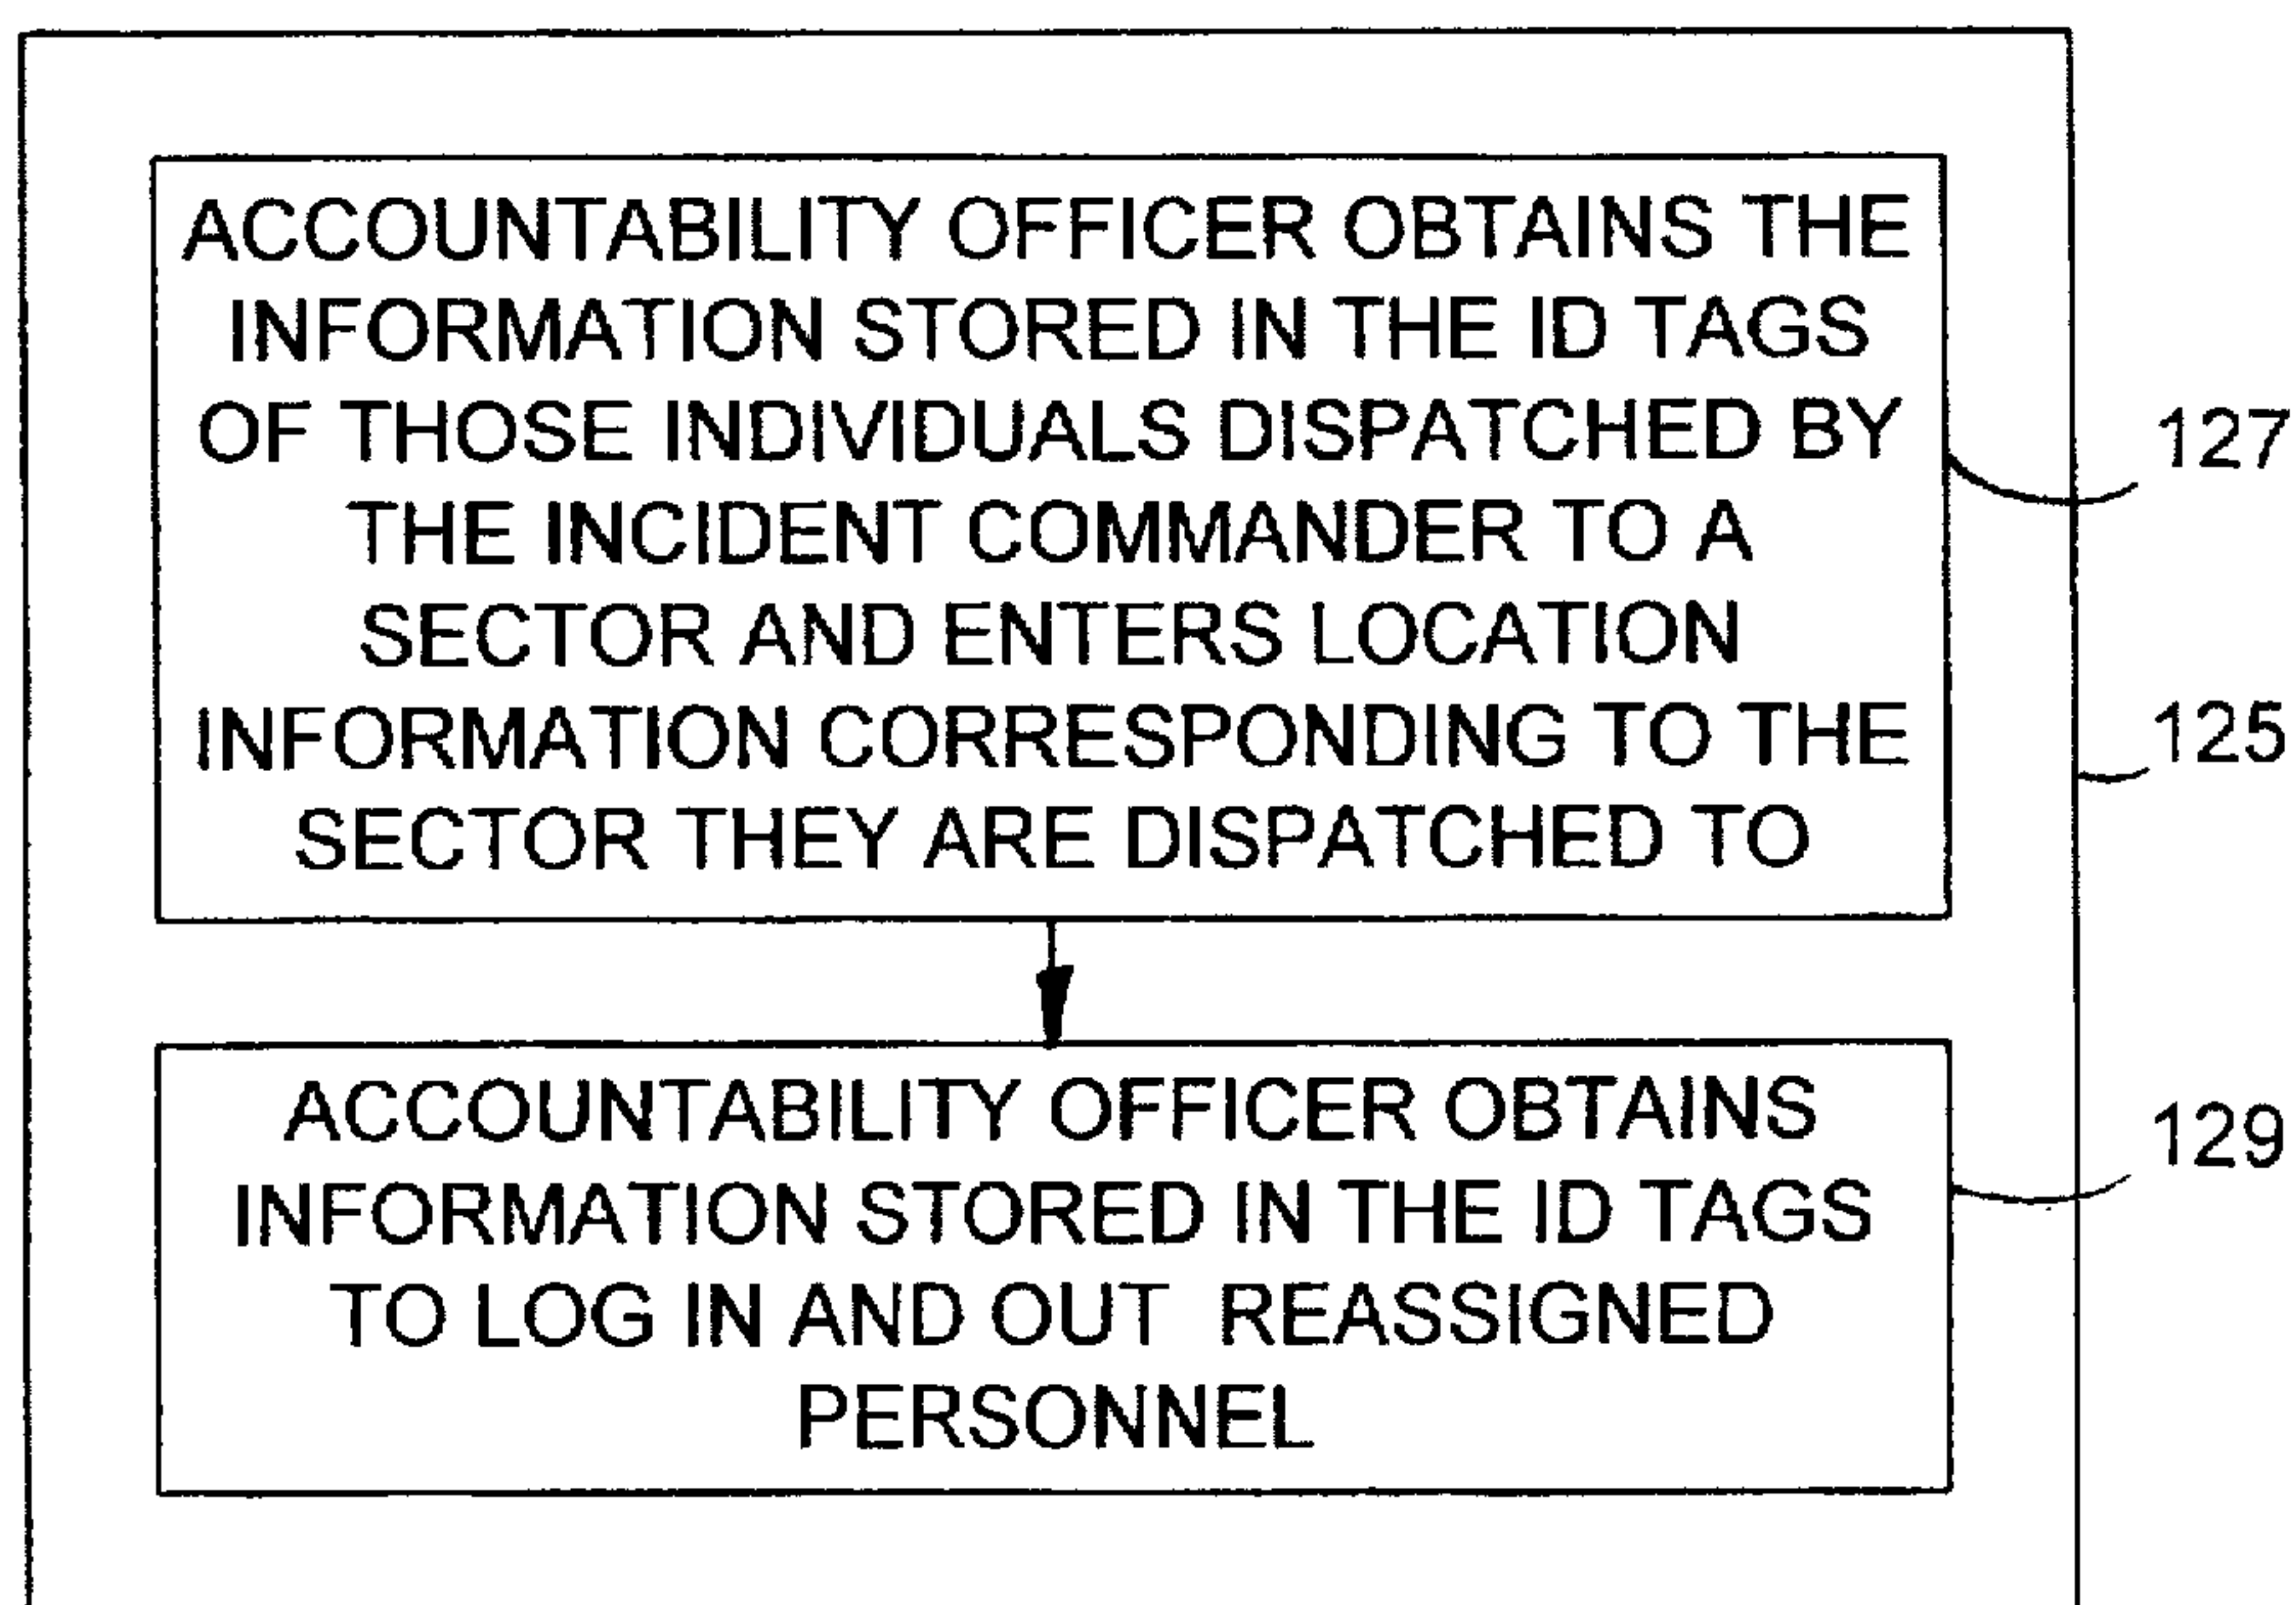 ACCOUNTABILITY OFFICER OBTAINS THE
INFORMATION STORED IN THE ID TAGS
OF THOSE INDIVIDUALS DISPATCHED BY
THE INCIDENT COMMANDER TO A
SECTOR AND ENTERS LOCATION
INFORMATION CORRESPONDING TO THE
SECTOR THEY ARE DISPATCHED TO
127
125
ACCOUNTABILITY OFFICER OBTAINS
INFORMATION STORED IN THE ID TAGS
TO LOG IN AND OUT REASSIGNED
PERSONNEL
129